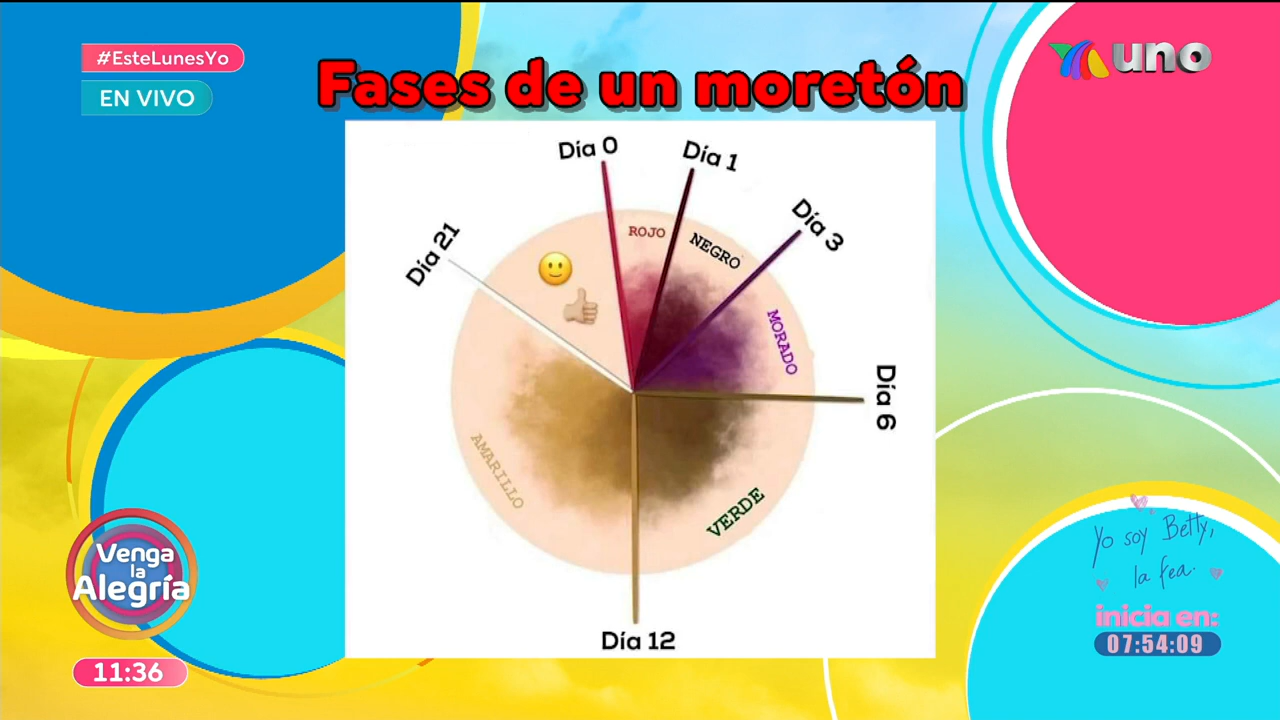 #EsteLunesYo
EN VIVO
Fases de un moretón
uno
Día 0
Día 1
Día 3
Día 21
ROJO
NEGRO
MORADO
Día 6
AMARILLO
VERDE
Día 12
Venga
la
Alegría
11:36
Yo soy Betty,
la fea.
inicia en:
07:54:09